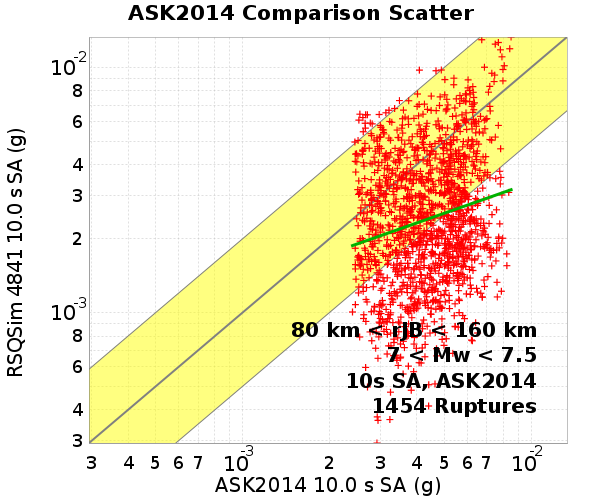 ASK2014 Comparison Scatter
RSQSim 4841 10.0 s SA (g)
10-2
8
6
4
3
2
10-3
8
6
4
3
80 km < rJB < 160 km
7 < Mw < 7.5
10s SA, ASK2014
1454 Ruptures
3 4 5 6 7 10-3 2 3 4 5 6 7 10-2
ASK2014 10.0 s SA (g)